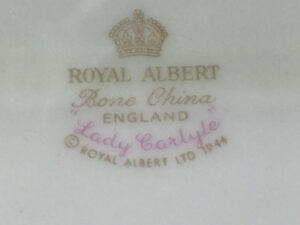 ROYAL ALBERT
Bone China
ENGLAND
"Lady Carlyle"
© ROYAL ALBERT LTD 1944